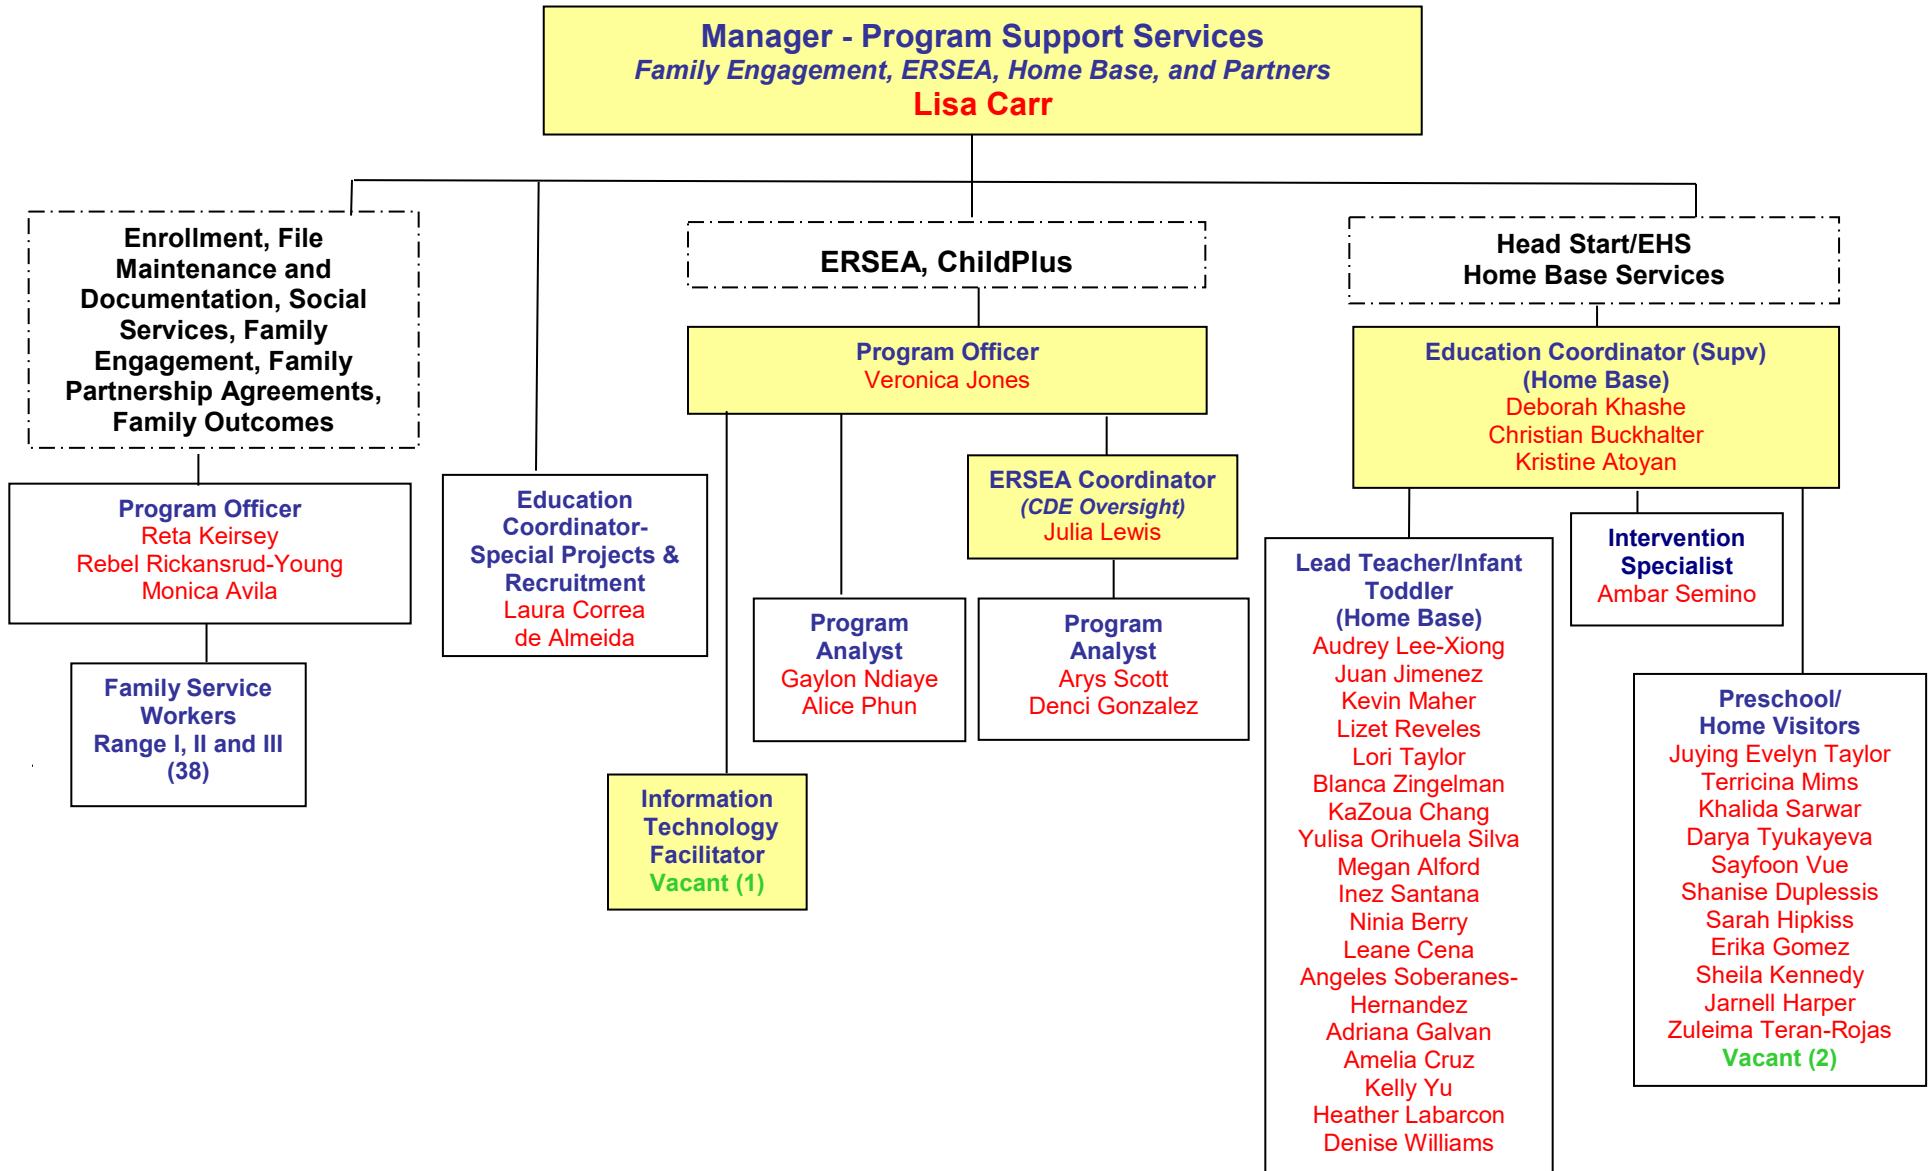 Manager - Program Support Services
Family Engagement, ERSEA, Home Base, and Partners
Lisa Carr
Enrollment, File
Maintenance and
Documentation, Social
Services, Family
Engagement, Family
Partnership Agreements,
Family Outcomes
Program Officer
Reta Keirsey
Rebel Rickansrud-Young
Monica Avila
Family Service
Workers
Range I, II and III
(38)
Education
Coordinator-
Special Projects &
Recruitment
Laura Correa
de Almeida
ERSEA, ChildPlus
Program Officer
Veronica Jones
Information
Technology
Facilitator
Vacant (1)
Program
Analyst
Gaylon Ndiaye
Alice Phun
ERSEA Coordinator
(CDE Oversight)
Julia Lewis
Program
Analyst
Arys Scott
Denci Gonzalez
Head Start/EHS
Home Base Services
Education Coordinator (Supv)
(Home Base)
Deborah Khashe
Christian Buckhalter
Kristine Atoyan
Lead Teacher/Infant
Toddler
(Home Base)
Audrey Lee-Xiong
Juan Jimenez
Kevin Maher
Lizet Reveles
Lori Taylor
Blanca Zingelman
KaZoua Chang
Yulisa Orihuela Silva
Megan Alford
Inez Santana
Ninia Berry
Leane Cena
Angeles Soberanes-
Hernandez
Adriana Galvan
Amelia Cruz
Kelly Yu
Heather Labarcon
Denise Williams
Intervention
Specialist
Ambar Semino
Preschool/
Home Visitors
Juying Evelyn Taylor
Terricina Mims
Khalida Sarwar
Darya Tyukayeva
Sayfoon Vue
Shanise Duplessis
Sarah Hipkiss
Erika Gomez
Sheila Kennedy
Jarnell Harper
Zuleima Teran-Rojas
Vacant (2)